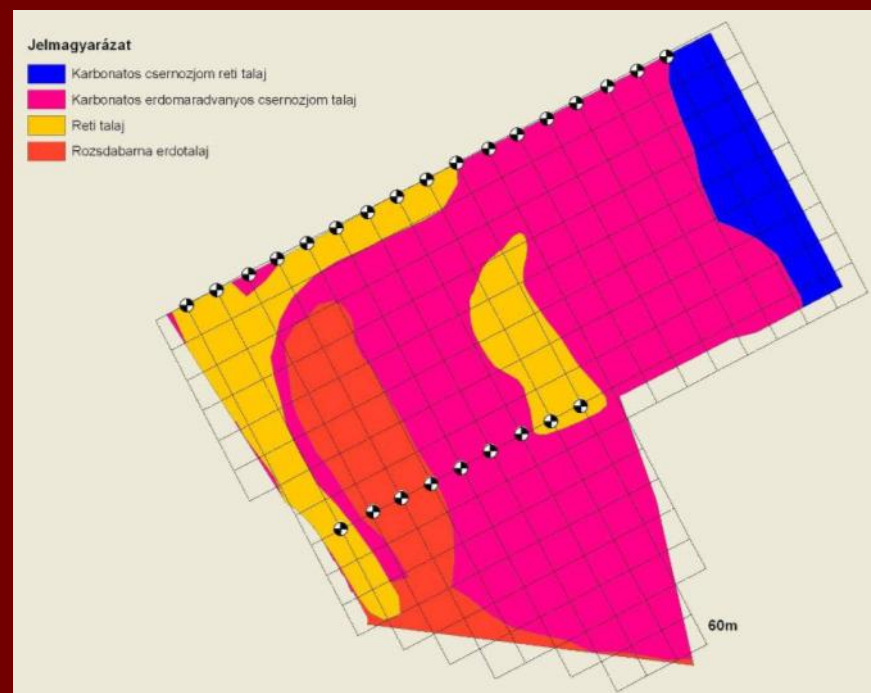 Jelmagyarázat
Karbonatos csernozjom reti talaj
Karbonatos erdomaradvanyos csernozjom talaj
Reti talaj
Rozsdabarna erdotalaj
60m